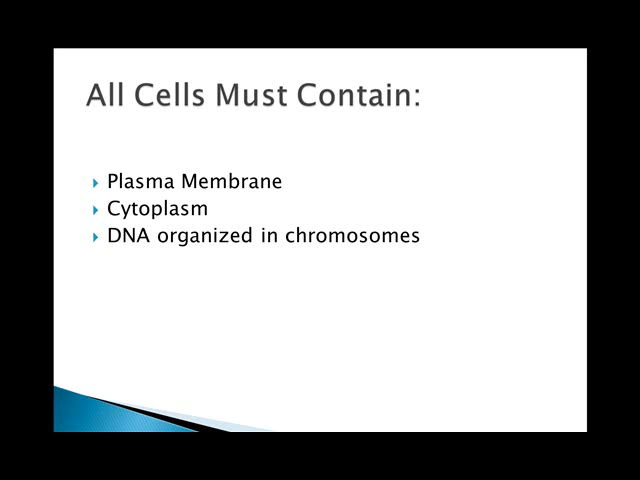 All Cells Must Contain:
Plasma Membrane
Cytoplasm
DNA organized in chromosomes